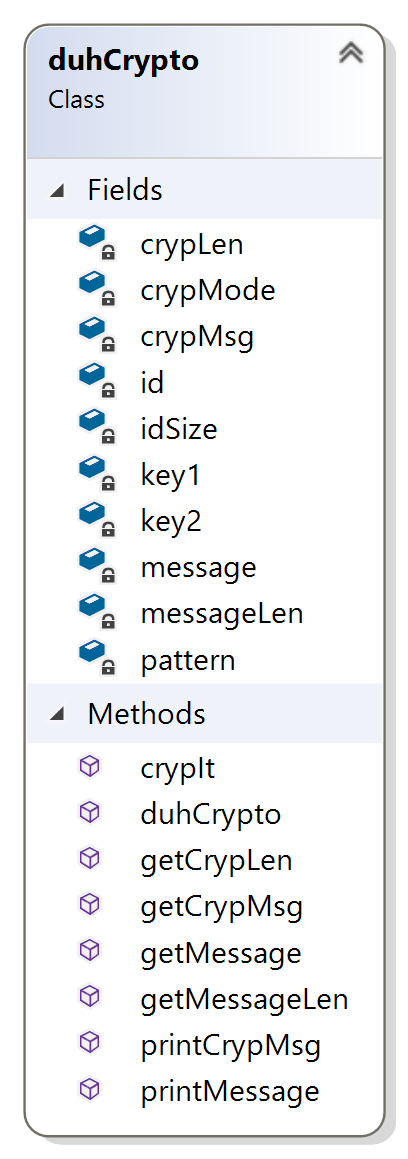 duhCrypto
Class
Fields
crypLen
crypMode
crypMsg
id
idSize
key1
key2
message
messageLen
pattern
Methods
crypIt
duhCrypto
getCrypLen
getCrypMsg
getMessage
getMessageLen
printCrypMsg
printMessage